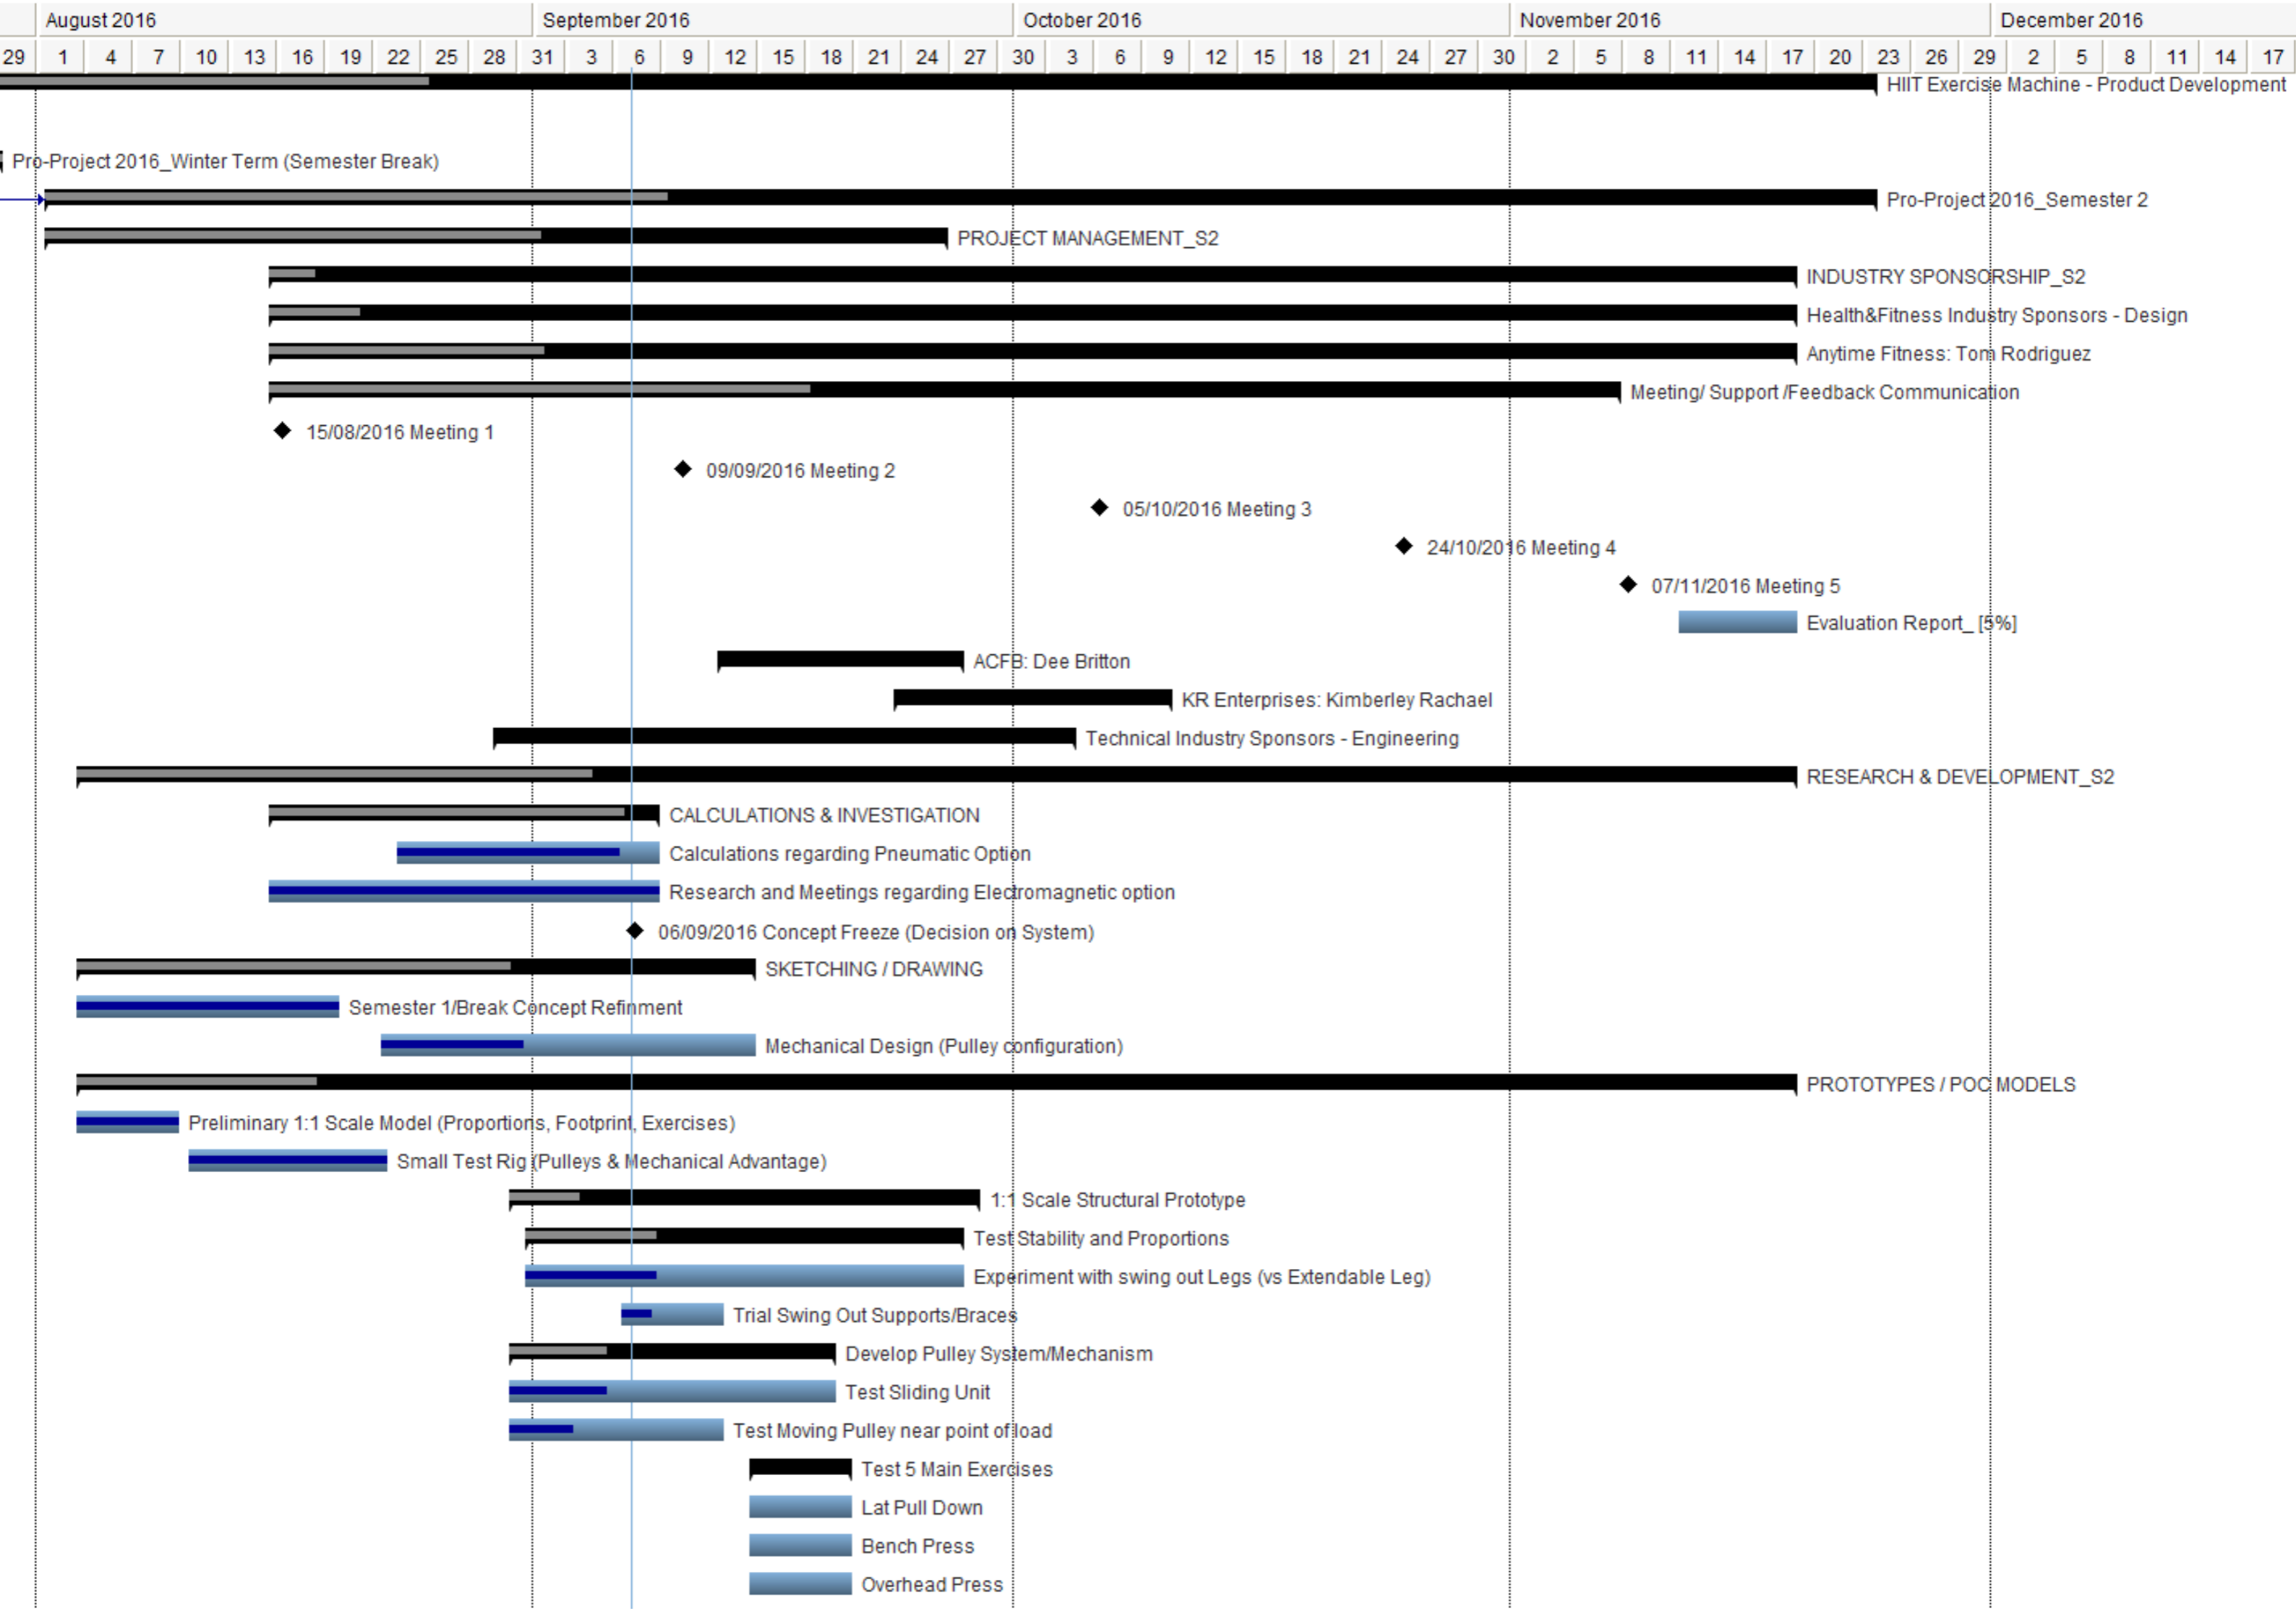 August 2016 September 2016 October 2016 November 2016 December 2016
29 1 4 7 10 13 16 19 22 25 28 31 3 6 9 12 15 18 21 24 27 30 3 6 9 12 15 18 21 24 27 30 2 5 8 11 14 17 20 23 26 29 2 5 8 11 14 17
HIIT Exercise Machine - Product Development
Pro-Project 2016_Winter Term (Semester Break)
Pro-Project 2016_Semester 2
PROJECT MANAGEMENT_S2
INDUSTRY SPONSORSHIP_S2
Health&Fitness Industry Sponsors - Design
Anytime Fitness: Tom Rodriguez
Meeting/ Support /Feedback Communication
15/08/2016 Meeting 1
09/09/2016 Meeting 2
05/10/2016 Meeting 3
24/10/2016 Meeting 4
07/11/2016 Meeting 5
Evaluation Report_ [5%]
ACFB: Dee Britton
KR Enterprises: Kimberley Rachael
Technical Industry Sponsors - Engineering
RESEARCH & DEVELOPMENT_S2
CALCULATIONS & INVESTIGATION
Calculations regarding Pneumatic Option
Research and Meetings regarding Electromagnetic option
06/09/2016 Concept Freeze (Decision on System)
SKETCHING / DRAWING
Semester 1/Break Concept Refinment
Mechanical Design (Pulley configuration)
PROTOTYPES / POC MODELS
Preliminary 1:1 Scale Model (Proportions, Footprint, Exercises)
Small Test Rig (Pulleys & Mechanical Advantage)
1:1 Scale Structural Prototype
Test Stability and Proportions
Experiment with swing out Legs (vs Extendable Leg)
Trial Swing Out Supports/Braces
Develop Pulley System/Mechanism
Test Sliding Unit
Test Moving Pulley near point of load
Test 5 Main Exercises
Lat Pull Down
Bench Press
Overhead Press